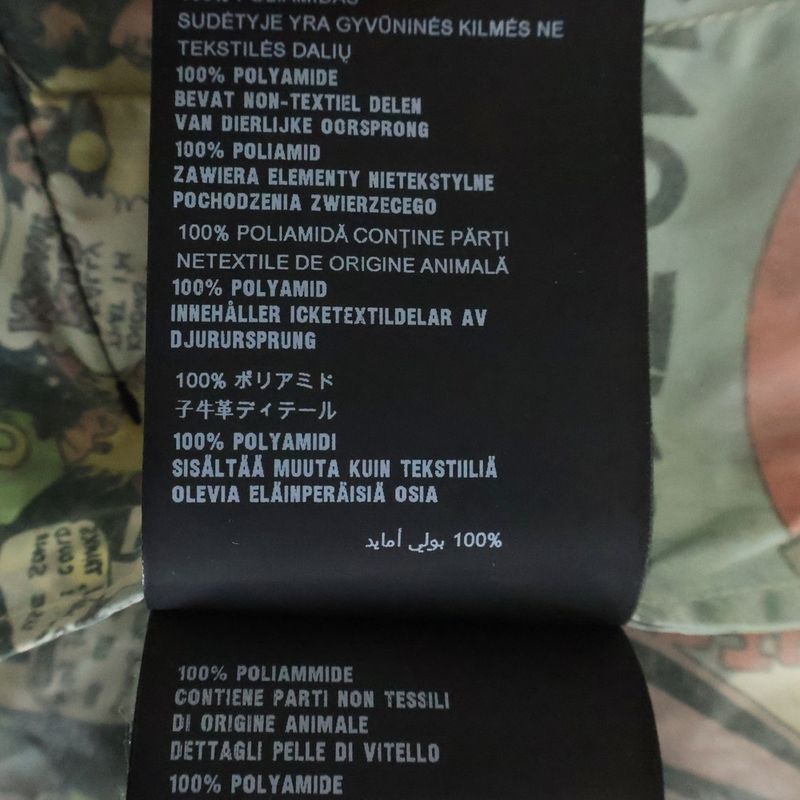 100% POLIAMIDAS
SUDĖTYJE YRA GYVŪNINĖS KILMĖS NE
TEKSTILĖS DALIŲ
100% POLYAMIDE
BEVAT NON-TEXTIEL DELEN
VAN DIERLIJKE OORSPRONG
100% POLIAMID
ZAWIERA ELEMENTY NIETEKSTYLNE
POCHODZENIA ZWIERZECEGO
100% POLIAMIDĂ CONŢINE PĂRŢI
NETEXTILE DE ORIGINE ANIMALĂ
100% POLYAMID
INNEHÅLLER ICKETEXTILDELAR AV
DJURURSPRUNG
100% ポリアミド
子牛革ディテール
100% POLYAMIDI
SISÄLTÄÄ MUUTA KUIN TEKSTIILIÄ
OLEVIA ELÄINPERÄISIÄ OSIA
100% بولي أمايد
100% POLIAMMIDE
CONTIENE PARTI NON TESSILI
DI ORIGINE ANIMALE
DETTAGLI PELLE DI VITELLO
100% POLYAMIDE